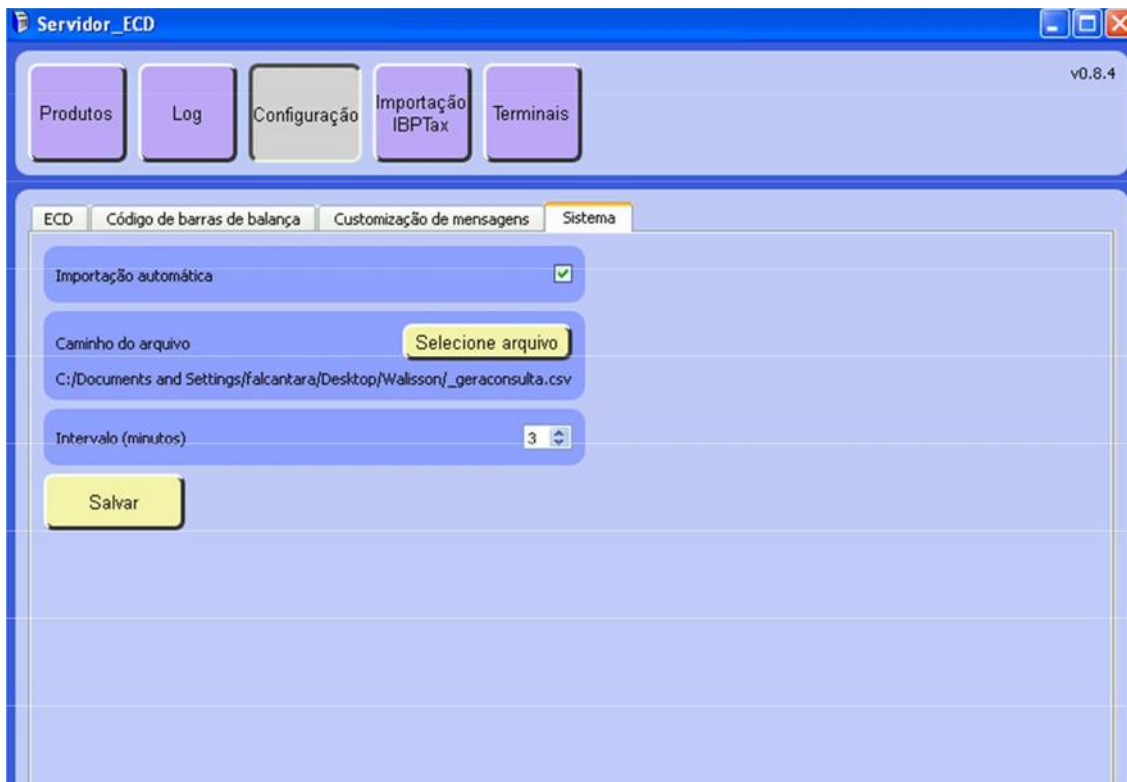 Servidor_ECD
v0.8.4
Produtos
Log
Configuração
Importação
IBPTax
Terminais
ECD
Código de barras de balança
Customização de mensagens
Sistema
Importação automática
Caminho do arquivo
Selecione arquivo
C:/Documents and Settings/falcantara/Desktop/Walisson/_geraconsulta.csv
Intervalo (minutos)
3
Salvar